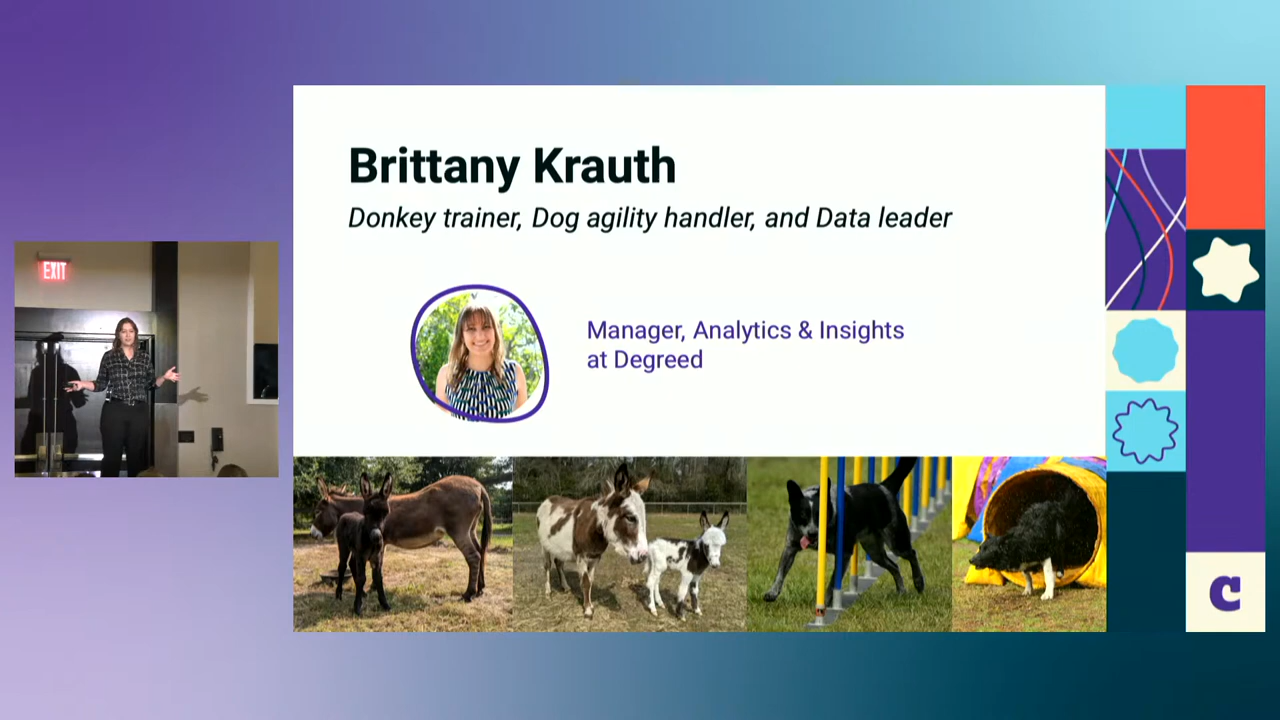 EXIT
Brittany Krauth
Donkey trainer, Dog agility handler, and Data leader
Manager, Analytics & Insights
at Degreed
c